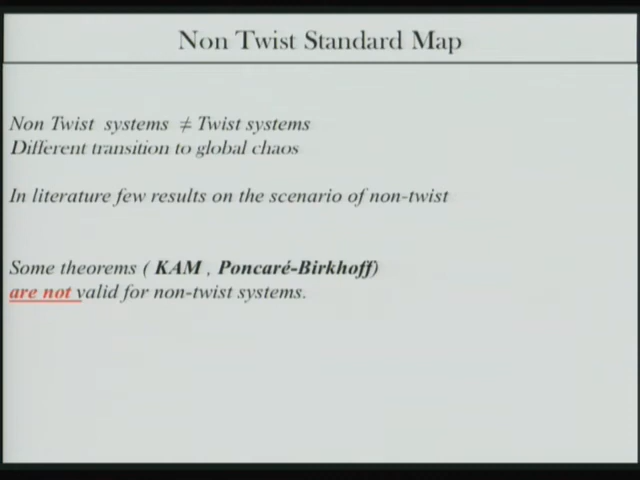 Non Twist Standard Map
Non Twist systems ≠ Twist systems
Different transition to global chaos
In literature few results on the scenario of non-twist
Some theorems ( KAM , Poncaré-Birkhoff)
are not valid for non-twist systems.